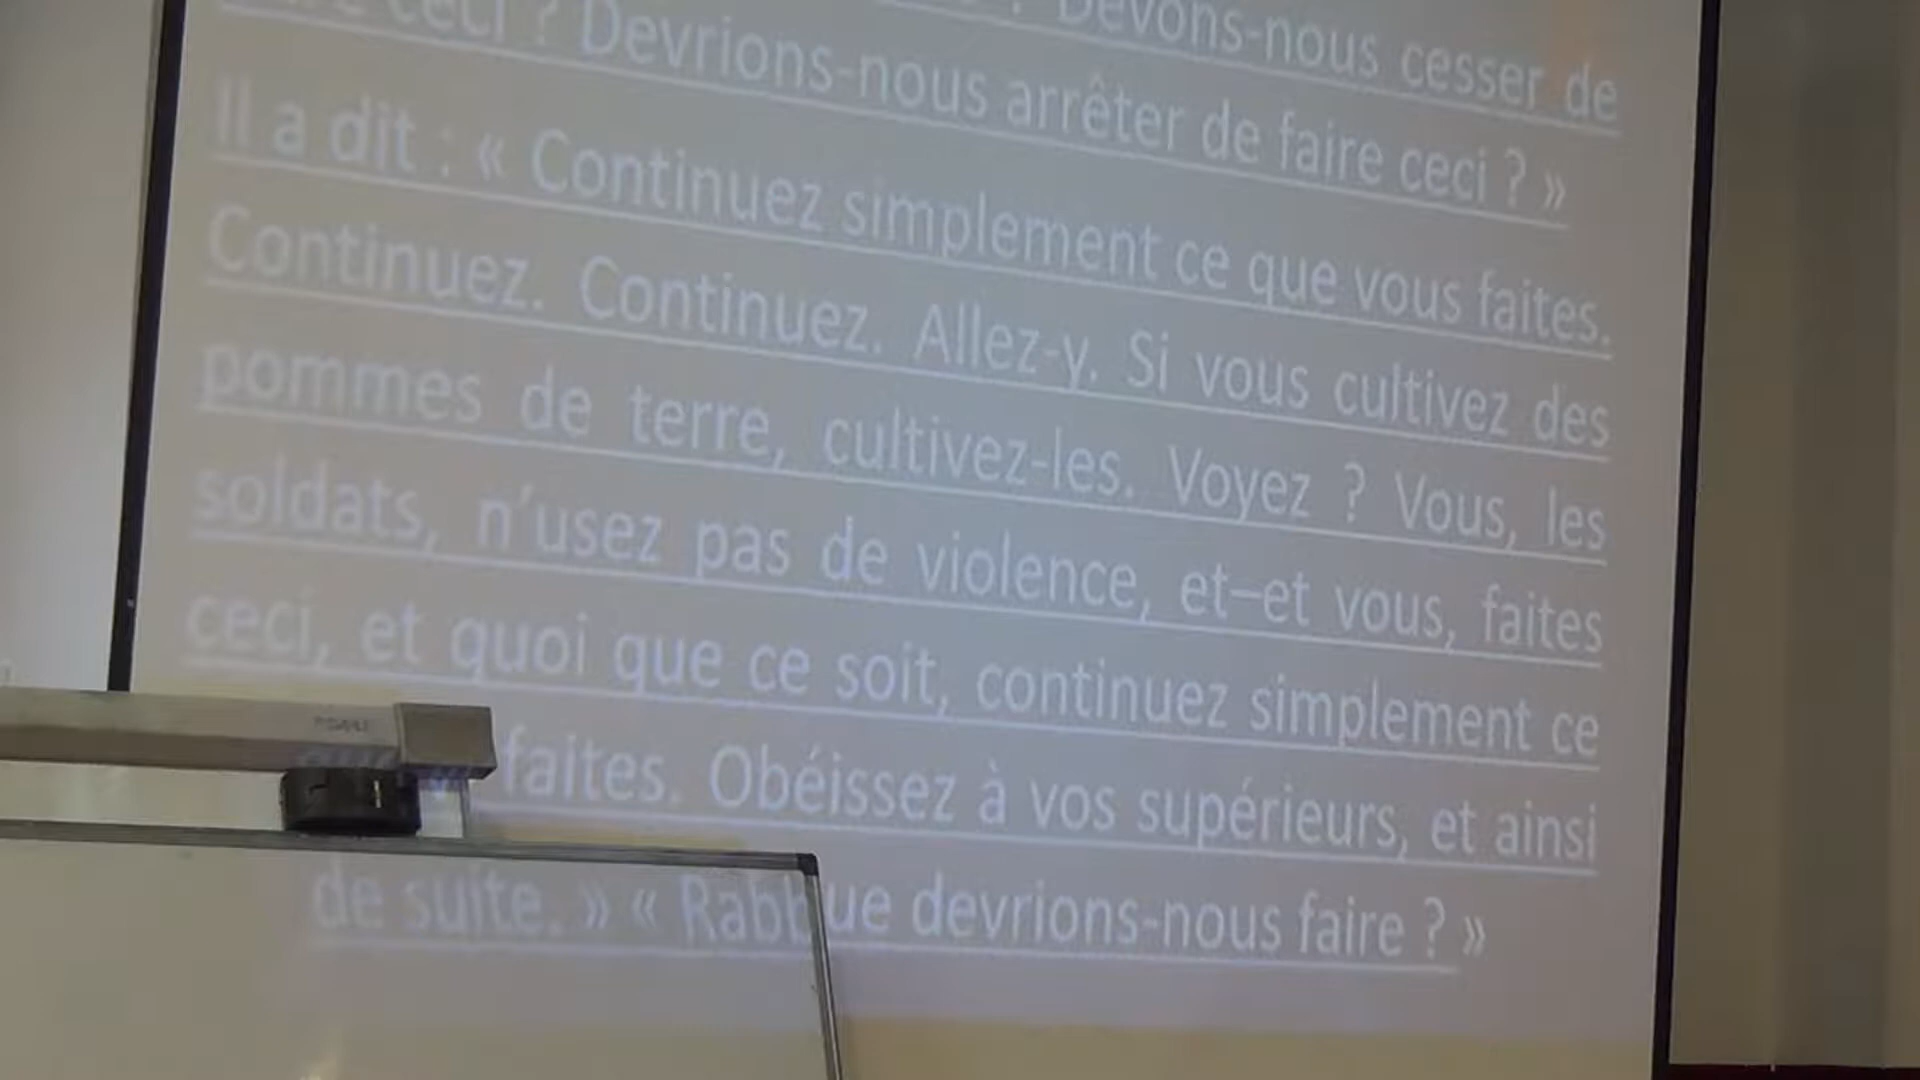 ? Devons-nous cesser de
ceci ? Devrions-nous arrêter de faire ceci ? »
Il a dit : « Continuez simplement ce que vous faites.
Continuez. Continuez. Allez-y. Si vous cultivez des
pommes de terre, cultivez-les. Voyez ? Vous, les
soldats, n'usez pas de violence, et–et vous, faites
ceci, et quoi que ce soit, continuez simplement ce
faites. Obéissez à vos supérieurs, et ainsi
de suite. » « devrions-nous faire ? »